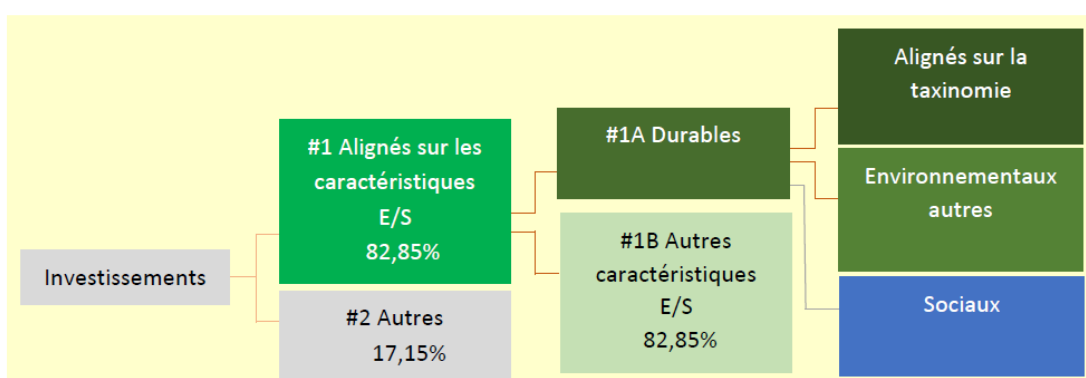 Investissements
#1 Alignés sur les
caractéristiques
E/S
82,85%
#2 Autres
17,15%
#1A Durables
#1B Autres
caractéristiques
E/S
82,85%
Alignés sur la
taxinomie
Environnementaux
autres
Sociaux